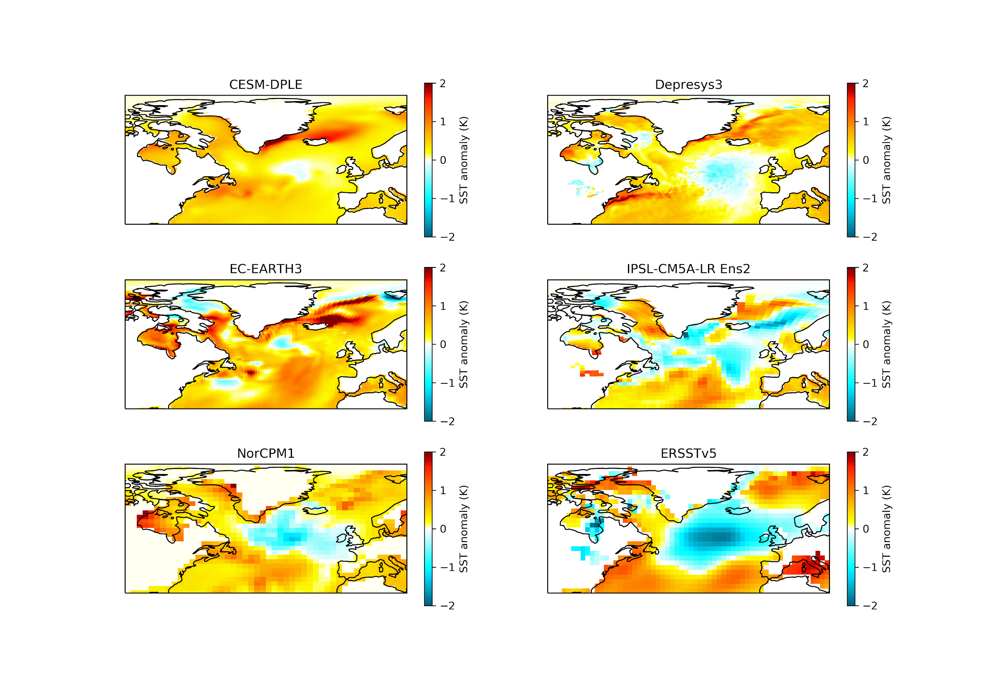 CESM-DPLE
2
1
0
−1
−2
SST anomaly (K)
Depresys3
2
1
0
−1
−2
SST anomaly (K)
EC-EARTH3
2
1
0
−1
−2
SST anomaly (K)
IPSL-CM5A-LR Ens2
2
1
0
−1
−2
SST anomaly (K)
NorCPM1
2
1
0
−1
−2
SST anomaly (K)
ERSSTv5
2
1
0
−1
−2
SST anomaly (K)